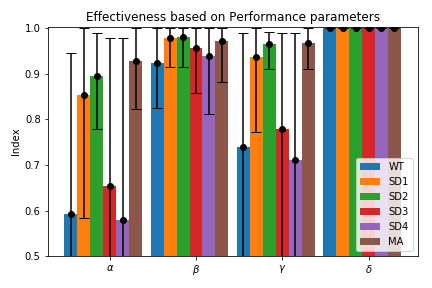 Effectiveness based on Performance parameters
1.0
0.9
0.8
0.7
0.6
0.5
Index
α
β
γ
δ
WT
SD1
SD2
SD3
SD4
MA